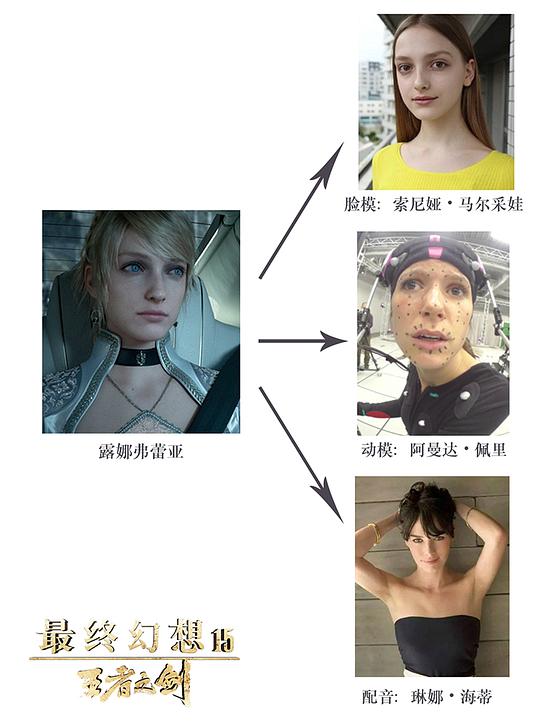 脸模：索尼娅·马尔采娃
露娜弗蕾亚
动模：阿曼达·佩里
最终幻想15
王者之剑
配音：琳娜·海蒂